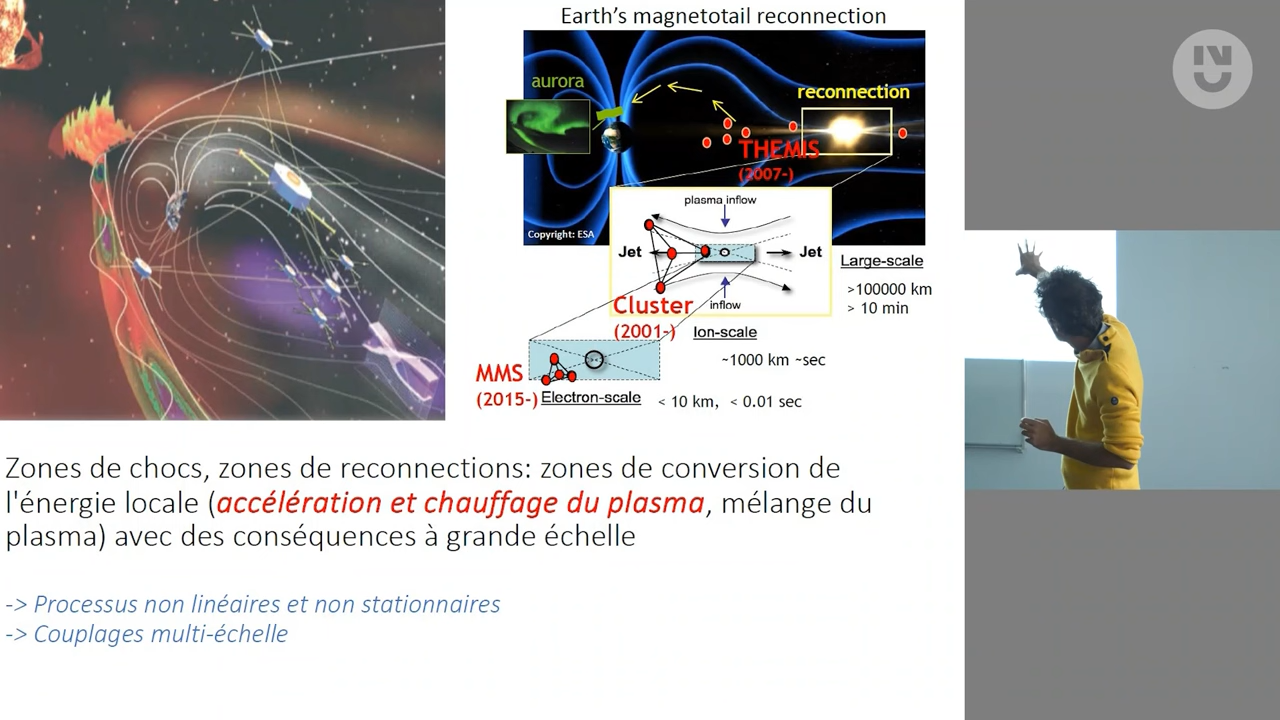 Earth's magnetotail reconnection
aurora
reconnection
THEMIS
(2007-)
Copyright: ESA
plasma inflow
Jet
Jet
Cluster
(2001-)
inflow
Large-scale
>100000 km
> 10 min
Ion-scale
~1000 km ~sec
MMS
(2015-)
Electron-scale
< 10 km, < 0.01 sec
Zones de chocs, zones de reconnections: zones de conversion de
l'énergie locale (accélération et chauffage du plasma, mélange du
plasma) avec des conséquences à grande échelle
-> Processus non linéaires et non stationnaires
-> Couplages multi-échelle